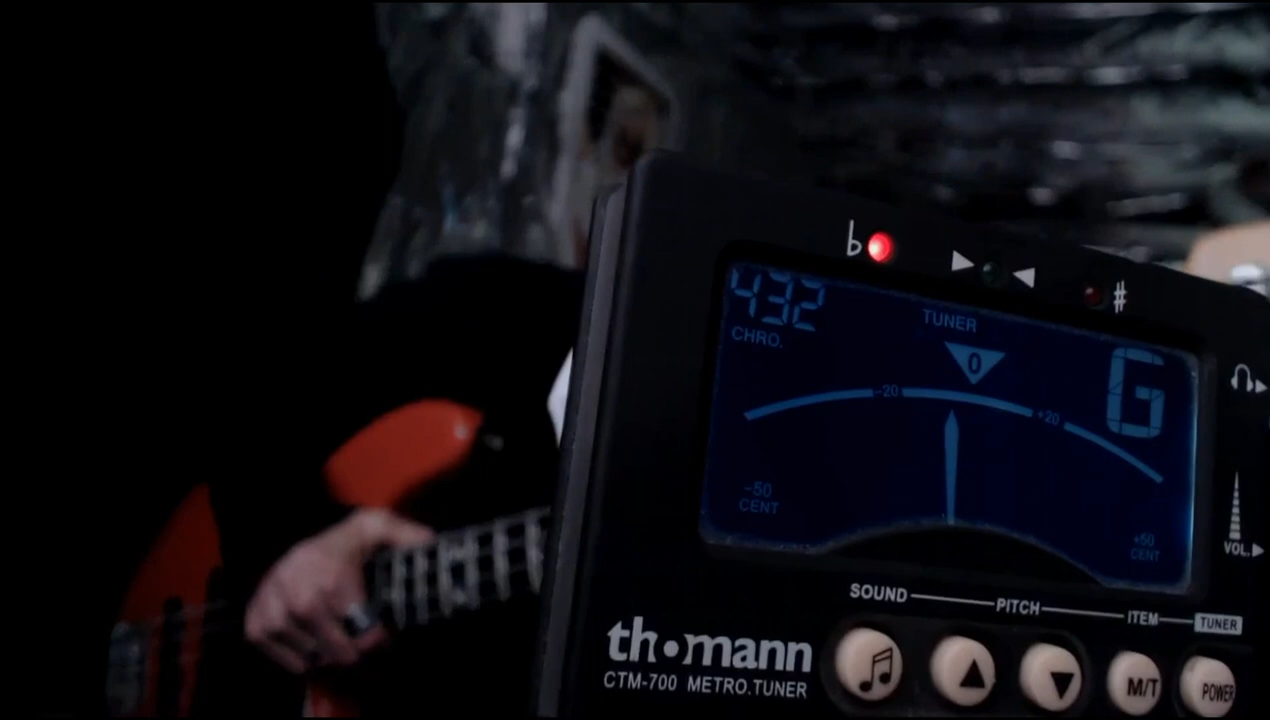 ♭
#
432
TUNER
CHRO.
0
G
-20
+20
-50
CENT
+50
CENT
VOL.
SOUND
PITCH
ITEM
TUNER
th•mann
CTM-700 METRO.TUNER
M/T
POWER